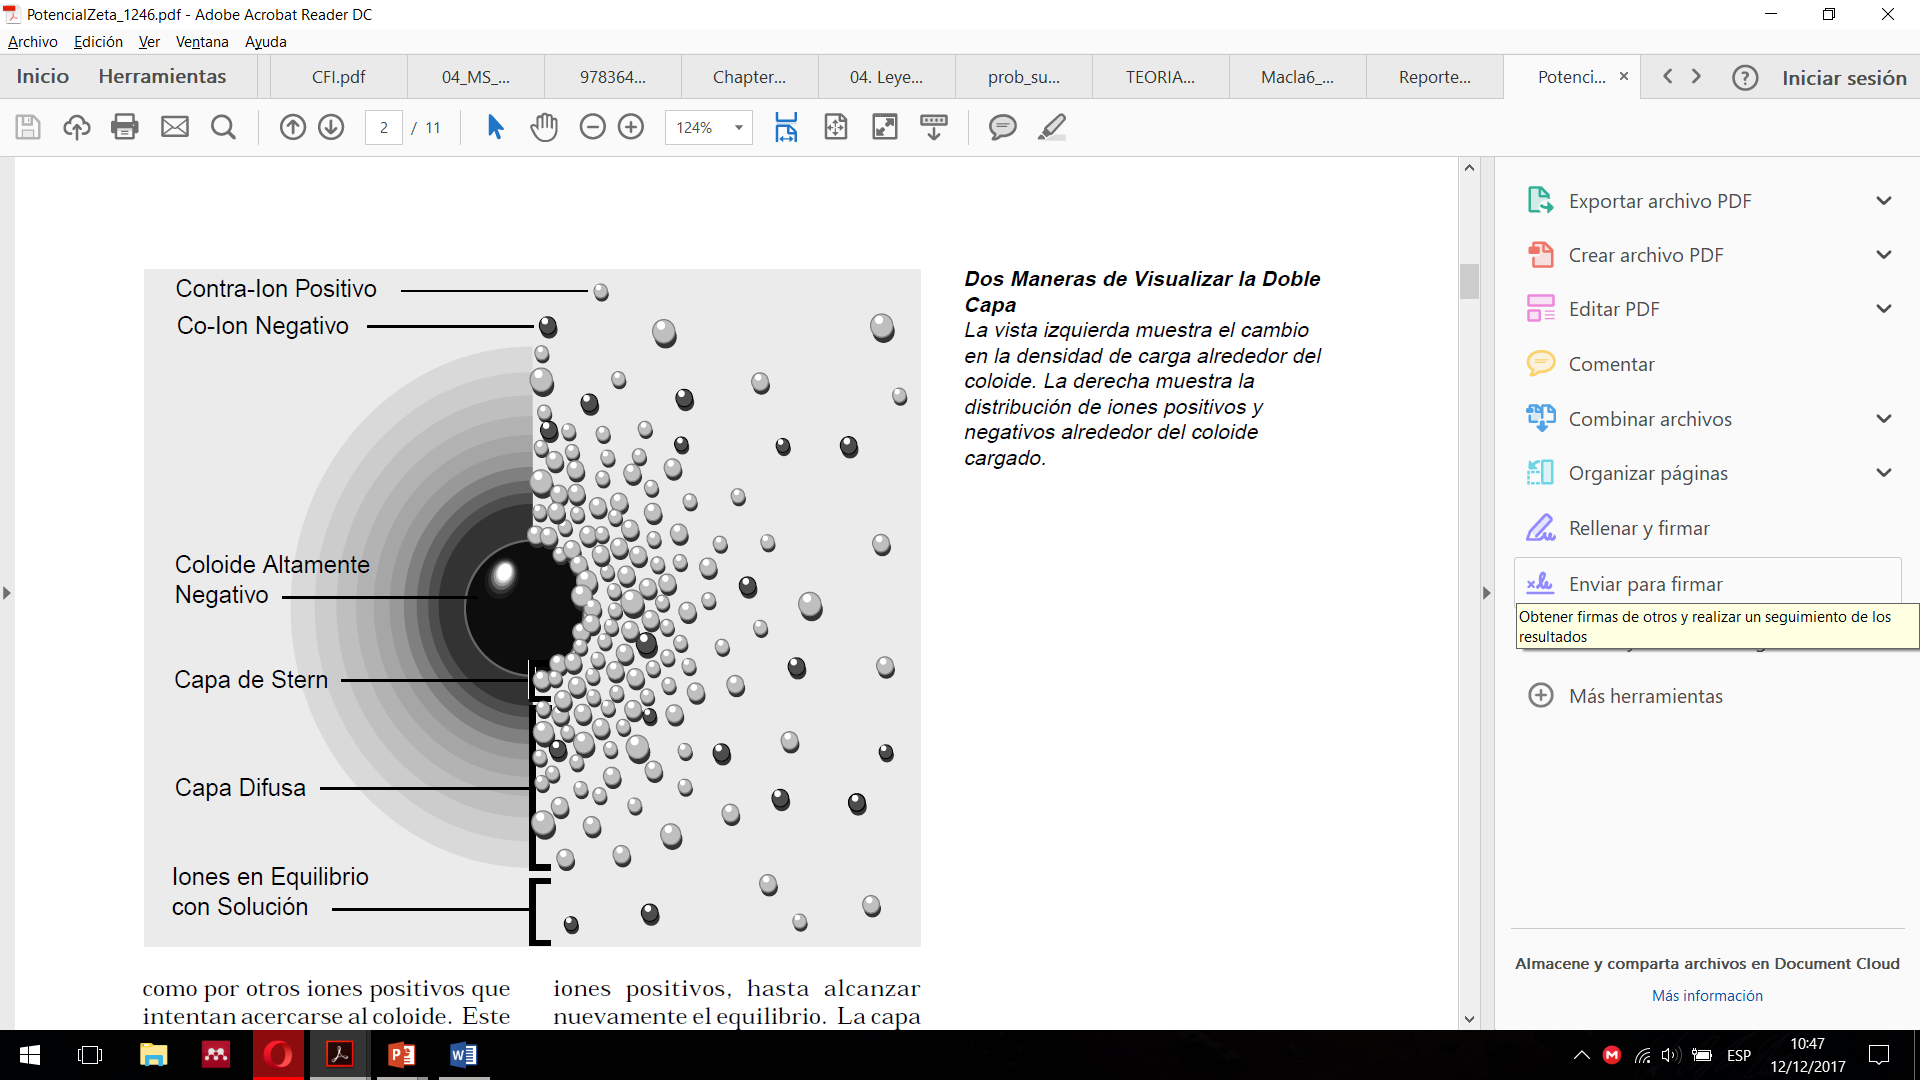 PotencialZeta_1246.pdf - Adobe Acrobat Reader DC
Archivo Edición Ver Ventana Ayuda
Inicio Herramientas CFI.pdf 04_MS_... 978364... Chapter... 04. Leye... prob_su... TEORIA... Macla6_... Reporte... Potenci... Iniciar sesión
2 / 11 124%
Contra-Ion Positivo
Co-Ion Negativo
Coloide Altamente
Negativo
Capa de Stern
Capa Difusa
Iones en Equilibrio
con Solución
Dos Maneras de Visualizar la Doble
Capa
La vista izquierda muestra el cambio
en la densidad de carga alrededor del
coloide. La derecha muestra la
distribución de iones positivos y
negativos alrededor del coloide
cargado.
como por otros iones positivos que
intentan acercarse al coloide. Este
iones positivos, hasta alcanzar
nuevamente el equilibrio. La capa
Exportar archivo PDF
Crear archivo PDF
Editar PDF
Comentar
Combinar archivos
Organizar páginas
Rellenar y firmar
Enviar para firmar
Obtener firmas de otros y realizar un seguimiento de los
resultados
Más herramientas
Almacene y comparta archivos en Document Cloud
Más información
ESP
10:47
12/12/2017